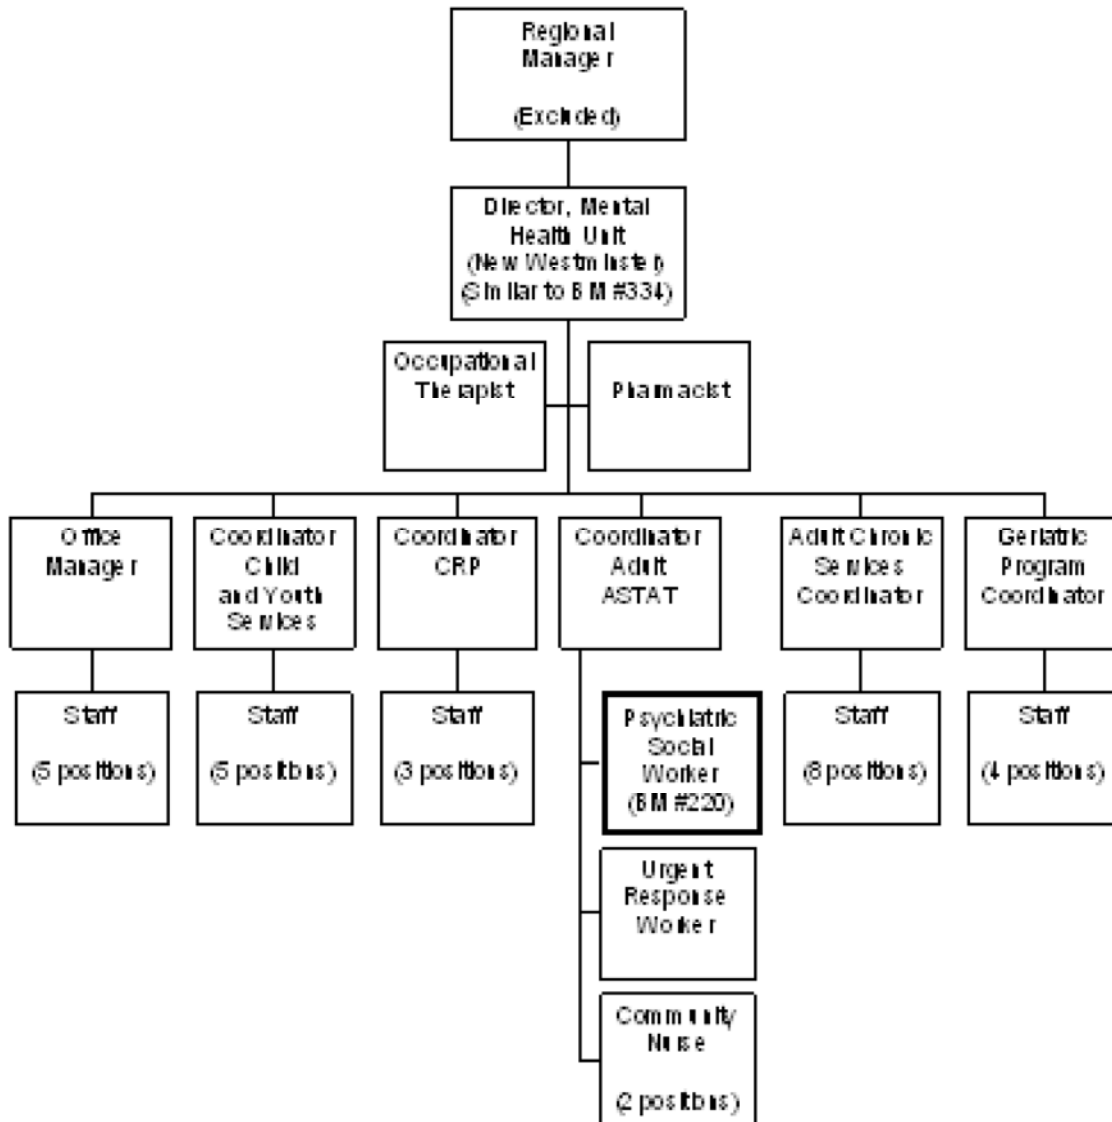 Regional
Manager
(Excluded)
Director, Mental
Health Unit
(New Westminster)
(Similar to BM #334)
Occupational
Therapist
Pharmacist
Office
Manager
Coordinator
Child
and Youth
Services
Coordinator
CRP
Coordinator
Adult
ASTAT
Adult Chronic
Services
Coordinator
Geriatric
Program
Coordinator
Staff
(5 positions)
Staff
(5 positions)
Staff
(3 positions)
Psychiatric
Social
Worker
(BM #220)
Staff
(8 positions)
Staff
(4 positions)
Urgent
Response
Worker
Community
Nurse
(2 positions)